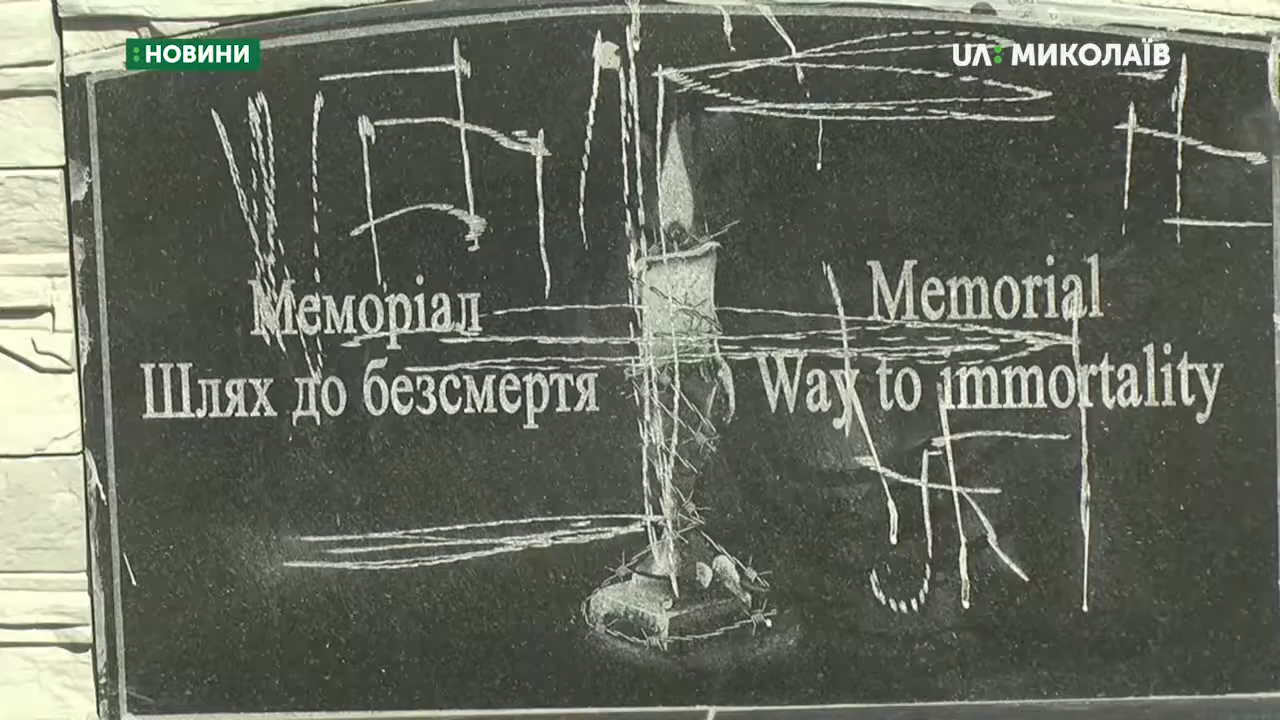 НОВИНИ
UA: МИКОЛАЇВ
Меморіал
Шлях до безсмертя
Memorial
Way to immortality